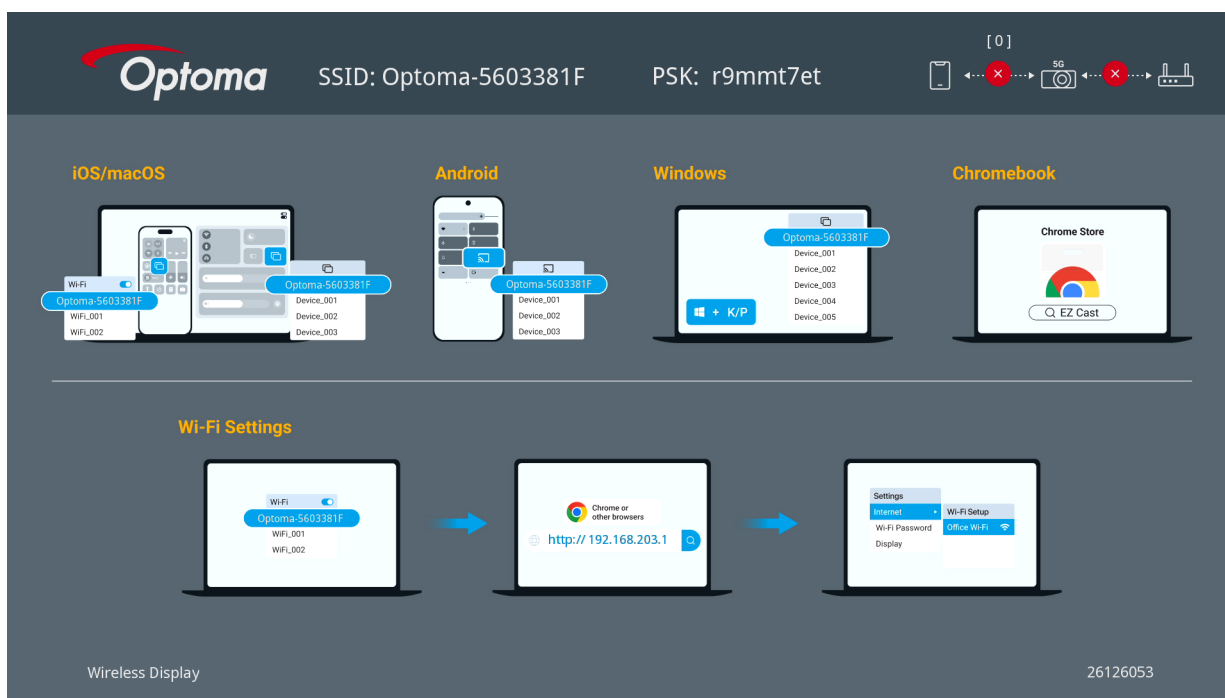 [ 0 ]
Optoma
SSID: Optoma-5603381F
PSK: r9mmt7et
5G
iOS/macOS
Wi-Fi
Optoma-5603381F
WiFi_001
WiFi_002
Optoma-5603381F
Device_001
Device_002
Device_003
Android
Optoma-5603381F
Device_001
Device_002
Device_003
Windows
Optoma-5603381F
Device_001
Device_002
Device_003
Device_004
Device_005
+ K/P
Chromebook
Chrome Store
EZ Cast
Wi-Fi Settings
Wi-Fi
Optoma-5603381F
WiFi_001
WiFi_002
Chrome or
other browsers
http:// 192.168.203.1
Settings
Internet
Wi-Fi Password
Display
Wi-Fi Setup
Office Wi-Fi
Wireless Display
26126053